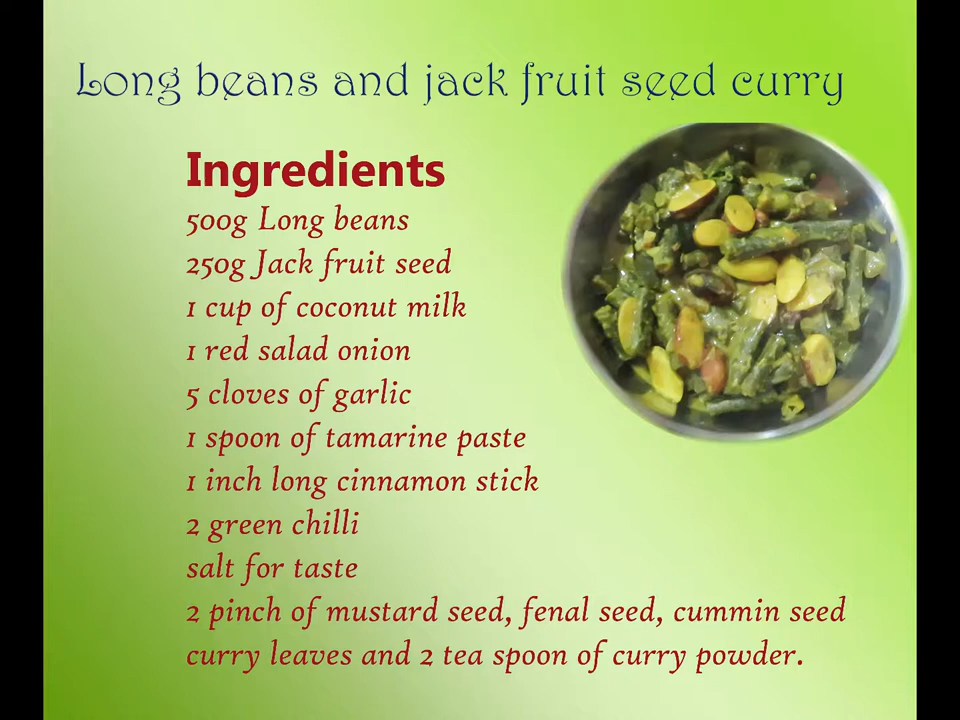 Long beans and jack fruit seed curry
Ingredients
500g Long beans
250g Jack fruit seed
1 cup of coconut milk
1 red salad onion
5 cloves of garlic
1 spoon of tamarine paste
1 inch long cinnamon stick
2 green chilli
salt for taste
2 pinch of mustard seed, fenal seed, cummin seed
curry leaves and 2 tea spoon of curry powder.